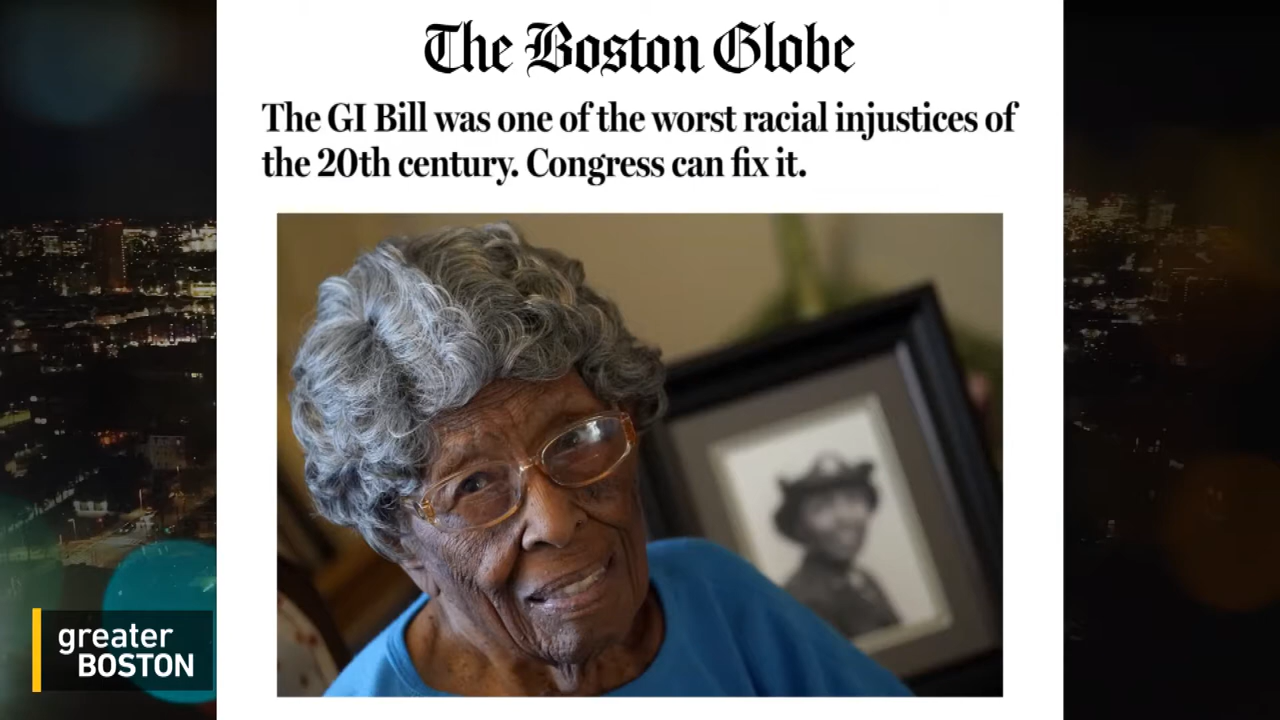 The Boston Globe
The GI Bill was one of the worst racial injustices of
the 20th century. Congress can fix it.
greater
BOSTON